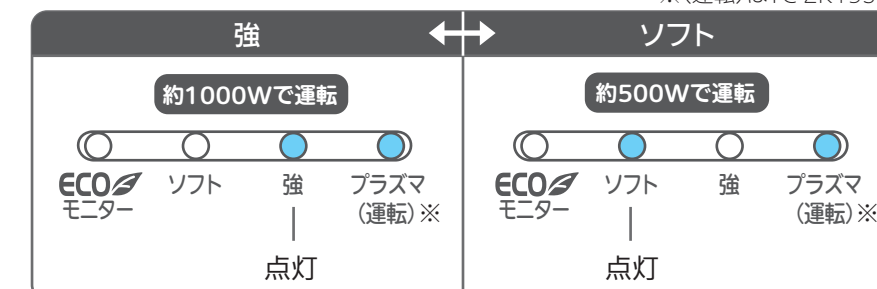 強
ソフト
約1000Wで運転
ECO
モニター
ソフト
強
プラズマ
(運転)※
点灯
約500Wで運転
ECO
モニター
ソフト
強
プラズマ
(運転)※
点灯